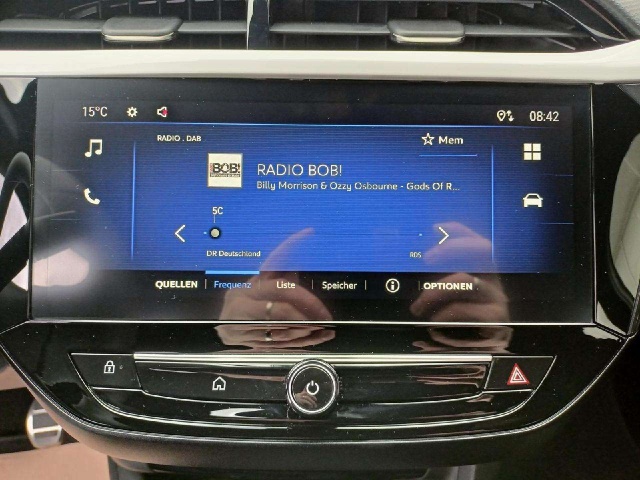 15°C 08:42
RADIO . DAB Mem
BOB!
RADIO BOB!
Billy Morrison & Ozzy Osbourne - Gods Of R...
5C
DR Deutschland RDS
QUELLEN Frequenz Liste Speicher OPTIONEN